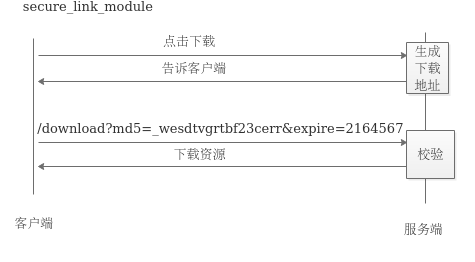 secure_link_module
点击下载
生成
下载
地址
告诉客户端
/download?md5=_wesdtvgrtbf23cerr&expire=2164567
下载资源
校验
客户端
服务端